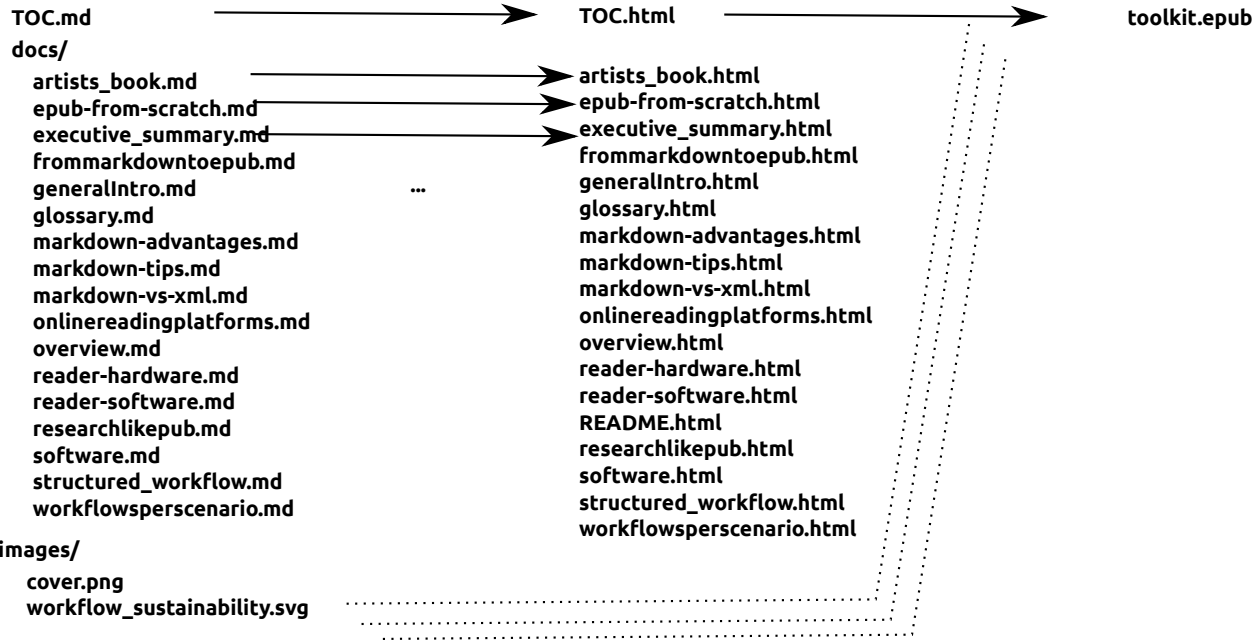 TOC.md
docs/
artists_book.md
epub-from-scratch.md
executive_summary.md
frommarkdowntoepub.md
generalIntro.md
glossary.md
markdown-advantages.md
markdown-tips.md
markdown-vs-xml.md
onlinereadingplatforms.md
overview.md
reader-hardware.md
reader-software.md
researchlikepub.md
software.md
structured_workflow.md
workflowsperscenario.md
images/
cover.png
workflow_sustainability.svg
...
TOC.html
artists_book.html
epub-from-scratch.html
executive_summary.html
frommarkdowntoepub.html
generalIntro.html
glossary.html
markdown-advantages.html
markdown-tips.html
markdown-vs-xml.html
onlinereadingplatforms.html
overview.html
reader-hardware.html
reader-software.html
README.html
researchlikepub.html
software.html
structured_workflow.html
workflowsperscenario.html
toolkit.epub